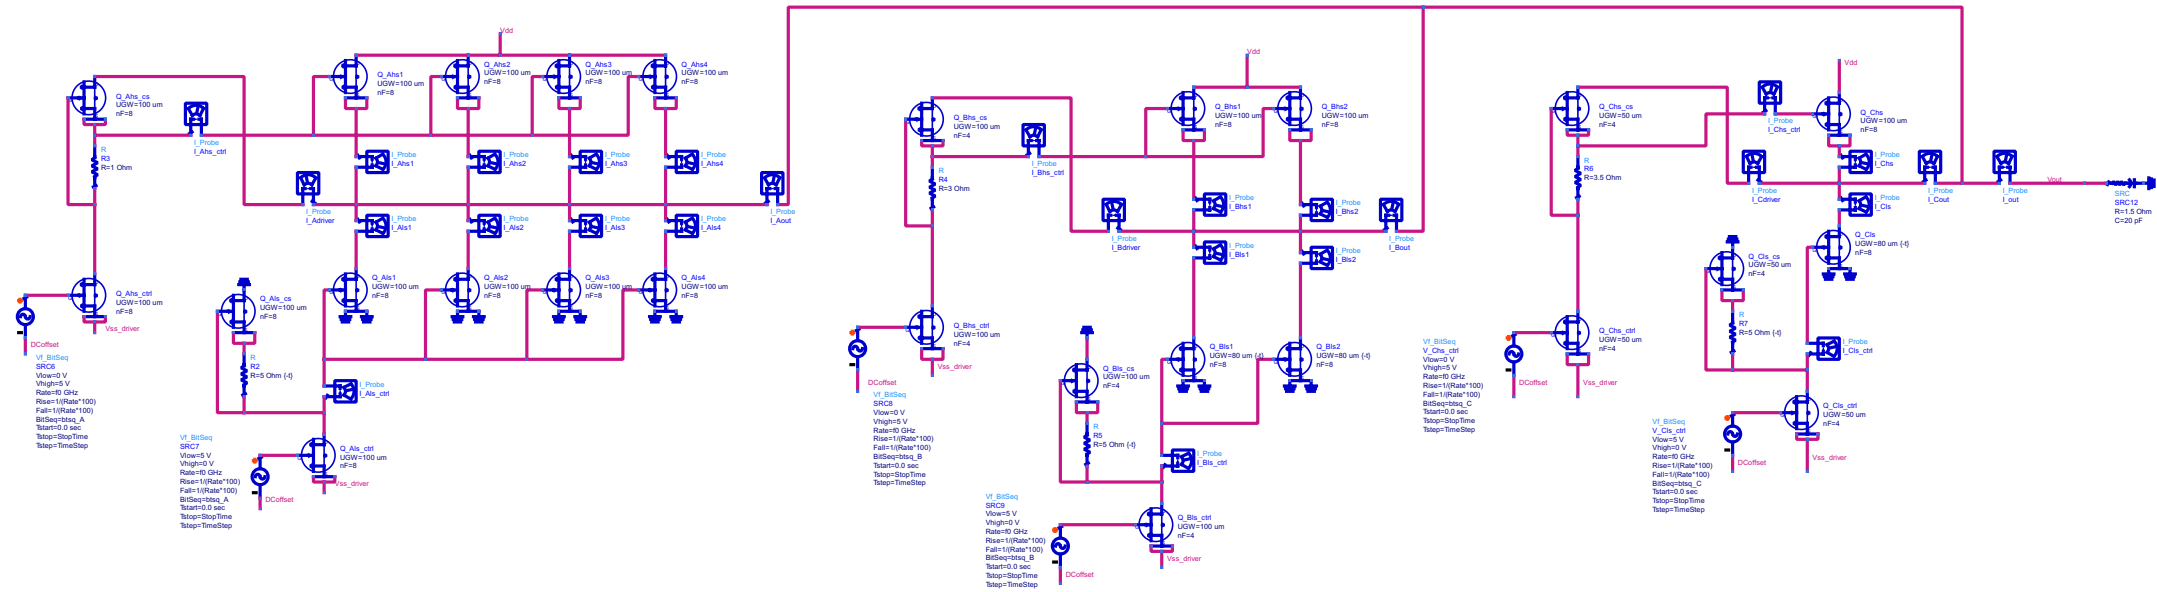 Vdd
Q_Ahs_cs
UGW=100 um
nF=8
Q_Ahs1
UGW=100 um
nF=8
Q_Ahs2
UGW=100 um
nF=8
Q_Ahs3
UGW=100 um
nF=8
Q_Ahs4
UGW=100 um
nF=8
R
R3
R=1 Ohm
I_Probe
I_Ahs_ctrl
I_Probe
I_Ahs1
I_Probe
I_Ahs2
I_Probe
I_Ahs3
I_Probe
I_Ahs4
I_Probe
I_Adriver
I_Probe
I_Als1
I_Probe
I_Als2
I_Probe
I_Als3
I_Probe
I_Als4
I_Probe
I_Aout
Q_Ahs_ctrl
UGW=100 um
nF=8
Vss_driver
DCoffset
Vf_BitSeq
SRC6
Vlow=0 V
Vhigh=5 V
Rate=f0 GHz
Rise=1/(Rate*100)
Fall=1/(Rate*100)
BitSeq=btsq_A
Tstart=0.0 sec
Tstop=StopTime
Tstep=TimeStep
Q_Als_cs
UGW=100 um
nF=8
R
R2
R=5 Ohm {-t}
Q_Als1
UGW=100 um
nF=8
Q_Als2
UGW=100 um
nF=8
Q_Als3
UGW=100 um
nF=8
Q_Als4
UGW=100 um
nF=8
I_Probe
I_Als_ctrl
Q_Als_ctrl
UGW=100 um
nF=8
Vss_driver
DCoffset
Vf_BitSeq
SRC7
Vlow=5 V
Vhigh=0 V
Rate=f0 GHz
Rise=1/(Rate*100)
Fall=1/(Rate*100)
BitSeq=btsq_A
Tstart=0.0 sec
Tstop=StopTime
Tstep=TimeStep
Vdd
Q_Bhs_cs
UGW=100 um
nF=4
Q_Bhs1
UGW=100 um
nF=8
Q_Bhs2
UGW=100 um
nF=8
R
R4
R=3 Ohm
I_Probe
I_Bhs_ctrl
I_Probe
I_Bhs1
I_Probe
I_Bhs2
I_Probe
I_Bdriver
I_Probe
I_Bls1
I_Probe
I_Bls2
I_Probe
I_Bout
Q_Bhs_ctrl
UGW=100 um
nF=4
Vss_driver
DCoffset
Vf_BitSeq
SRC8
Vlow=0 V
Vhigh=5 V
Rate=f0 GHz
Rise=1/(Rate*100)
Fall=1/(Rate*100)
BitSeq=btsq_B
Tstart=0.0 sec
Tstop=StopTime
Tstep=TimeStep
Q_Bls_cs
UGW=100 um
nF=4
R
R5
R=5 Ohm {-t}
Q_Bls1
UGW=80 um {-t}
nF=8
Q_Bls2
UGW=80 um {-t}
nF=8
I_Probe
I_Bls_ctrl
Q_Bls_ctrl
UGW=100 um
nF=4
Vss_driver
DCoffset
Vf_BitSeq
SRC9
Vlow=5 V
Vhigh=0 V
Rate=f0 GHz
Rise=1/(Rate*100)
Fall=1/(Rate*100)
BitSeq=btsq_B
Tstart=0.0 sec
Tstop=StopTime
Tstep=TimeStep
Vdd
Q_Chs_cs
UGW=50 um
nF=4
I_Probe
I_Chs_ctrl
Q_Chs
UGW=100 um
nF=8
R
R6
R=3.5 Ohm
I_Probe
I_Chs
I_Probe
I_Cdriver
I_Probe
I_Cout
I_Probe
I_out
Vout
SRC
SRC12
R=1.5 Ohm
C=20 pF
I_Probe
I_Cls
Q_Cls
UGW=80 um {-t}
nF=8
Q_Cls_cs
UGW=50 um
nF=4
R
R7
R=5 Ohm {-t}
I_Probe
I_Cls_ctrl
Q_Chs_ctrl
UGW=50 um
nF=4
Vss_driver
DCoffset
Vf_BitSeq
V_Chs_ctrl
Vlow=0 V
Vhigh=5 V
Rate=f0 GHz
Rise=1/(Rate*100)
Fall=1/(Rate*100)
BitSeq=btsq_C
Tstart=0.0 sec
Tstop=StopTime
Tstep=TimeStep
Q_Cls_ctrl
UGW=50 um
nF=4
Vss_driver
DCoffset
Vf_BitSeq
V_Cls_ctrl
Vlow=5 V
Vhigh=0 V
Rate=f0 GHz
Rise=1/(Rate*100)
Fall=1/(Rate*100)
BitSeq=btsq_C
Tstart=0.0 sec
Tstop=StopTime
Tstep=TimeStep